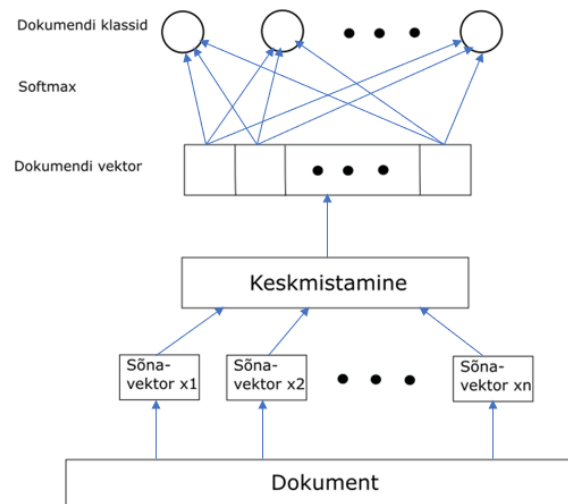 Dokumendi klassid
Softmax
Dokumendi vektor
Keskmistamine
Sõna-
vektor x1
Sõna-
vektor x2
Sõna-
vektor xn
Dokument